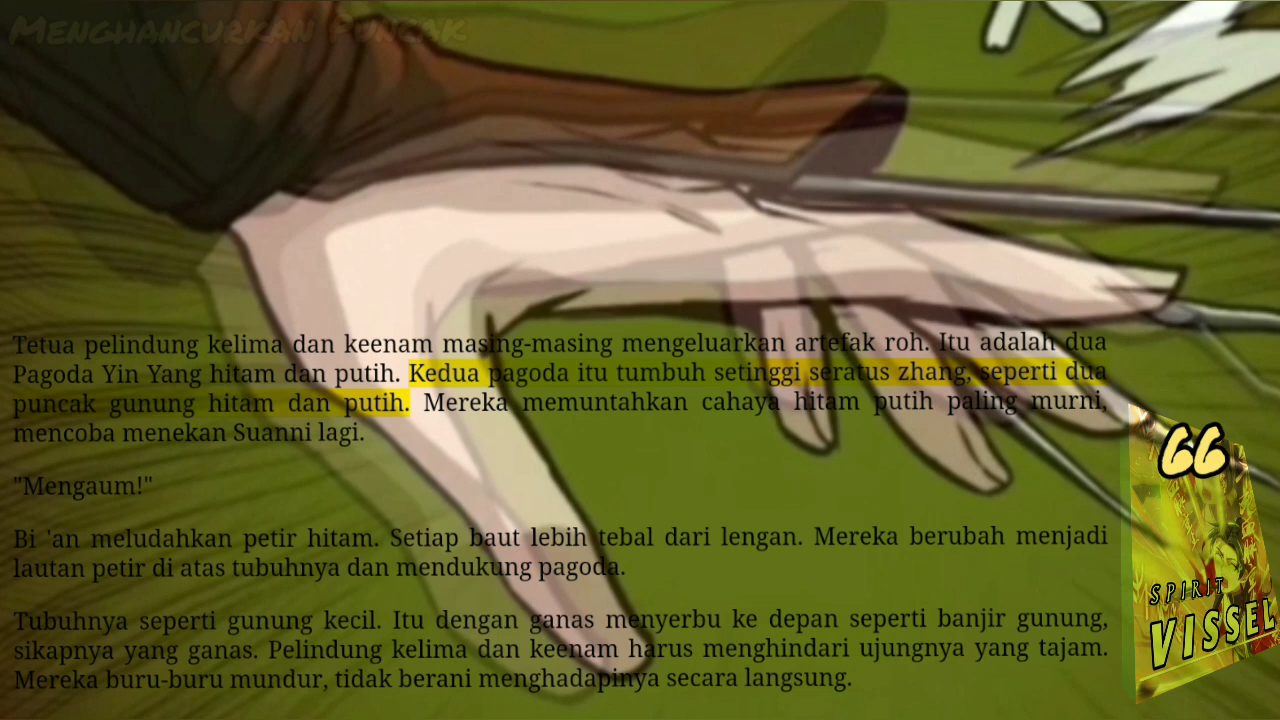 Menghancurkan Puncak
Tetua pelindung kelima dan keenam masing-masing mengeluarkan artefak roh. Itu adalah dua
Pagoda Yin Yang hitam dan putih. Kedua pagoda itu tumbuh setinggi seratus zhang, seperti dua
puncak gunung hitam dan putih. Mereka memuntahkan cahaya hitam putih paling murni,
mencoba menekan Suanni lagi.
"Mengaum!"
Bi 'an meludahkan petir hitam. Setiap baut lebih tebal dari lengan. Mereka berubah menjadi
lautan petir di atas tubuhnya dan mendukung pagoda.
Tubuhnya seperti gunung kecil. Itu dengan ganas menyerbu ke depan seperti banjir gunung,
sikapnya yang ganas. Pelindung kelima dan keenam harus menghindari ujungnya yang tajam.
Mereka buru-buru mundur, tidak berani menghadapinya secara langsung.
66
SPIRIT
VISSEL